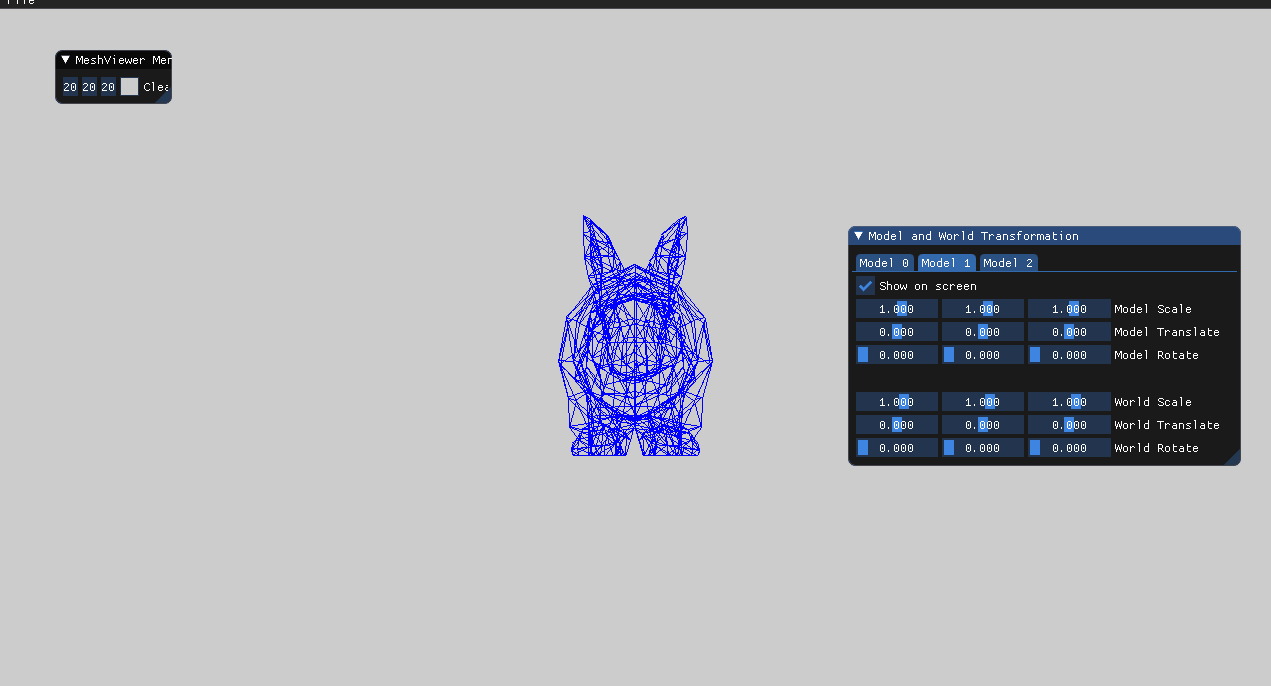 File
MeshViewer Men
20 20 20 Clea
Model and World Transformation
Model 0 Model 1 Model 2
Show on screen
1.000 1.000 1.000 Model Scale
0.000 0.000 0.000 Model Translate
0.000 0.000 0.000 Model Rotate
1.000 1.000 1.000 World Scale
0.000 0.000 0.000 World Translate
0.000 0.000 0.000 World Rotate